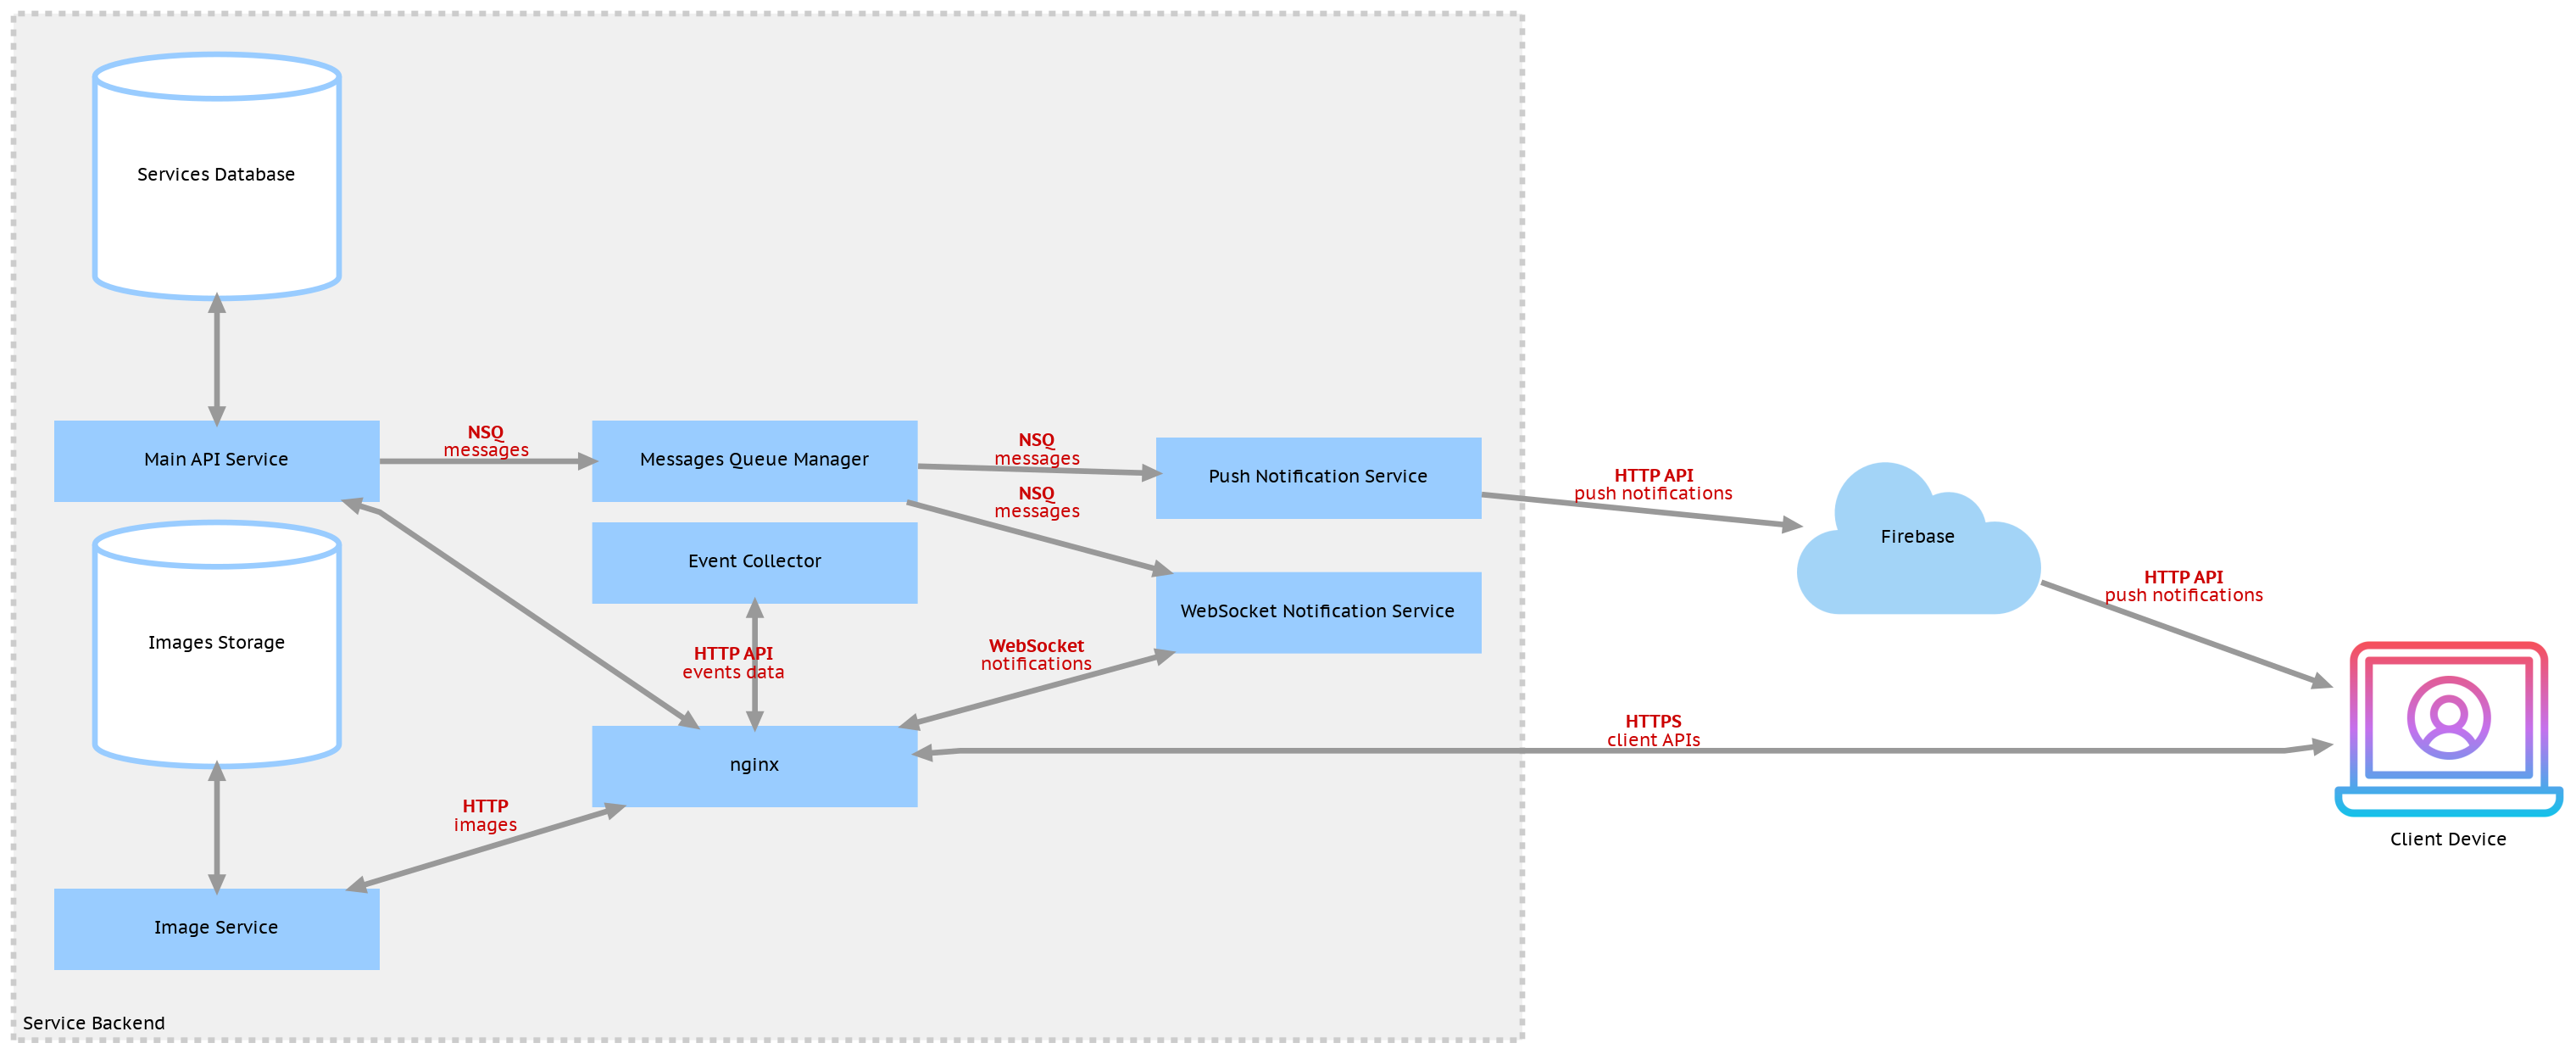 Services Database
Main API Service
NSQ
messages
Messages Queue Manager
NSQ
messages
Push Notification Service
NSQ
messages
HTTP API
push notifications
Firebase
Event Collector
WebSocket Notification Service
HTTP API
push notifications
Images Storage
HTTP API
events data
WebSocket
notifications
nginx
HTTPS
client APIs
HTTP
images
Client Device
Image Service
Service Backend